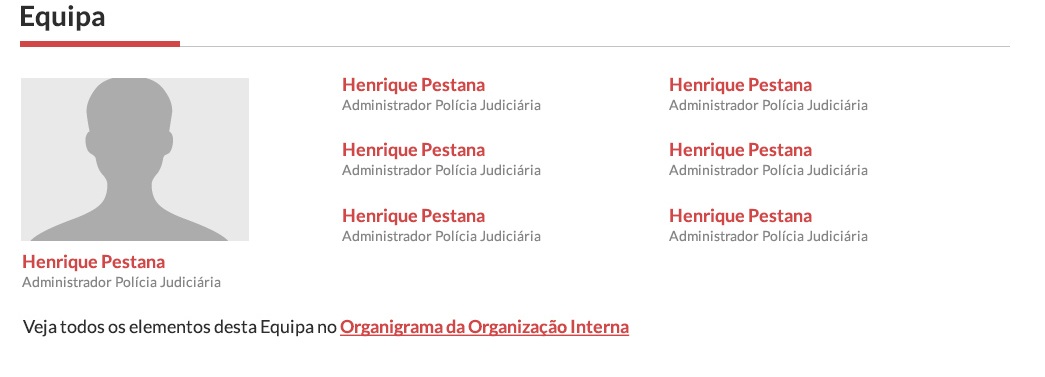 Equipa
Henrique Pestana
Administrador Polícia Judiciária
Henrique Pestana
Administrador Polícia Judiciária
Henrique Pestana
Administrador Polícia Judiciária
Henrique Pestana
Administrador Polícia Judiciária
Henrique Pestana
Administrador Polícia Judiciária
Henrique Pestana
Administrador Polícia Judiciária
Henrique Pestana
Administrador Polícia Judiciária
Veja todos os elementos desta Equipa no Organigrama da Organização Interna